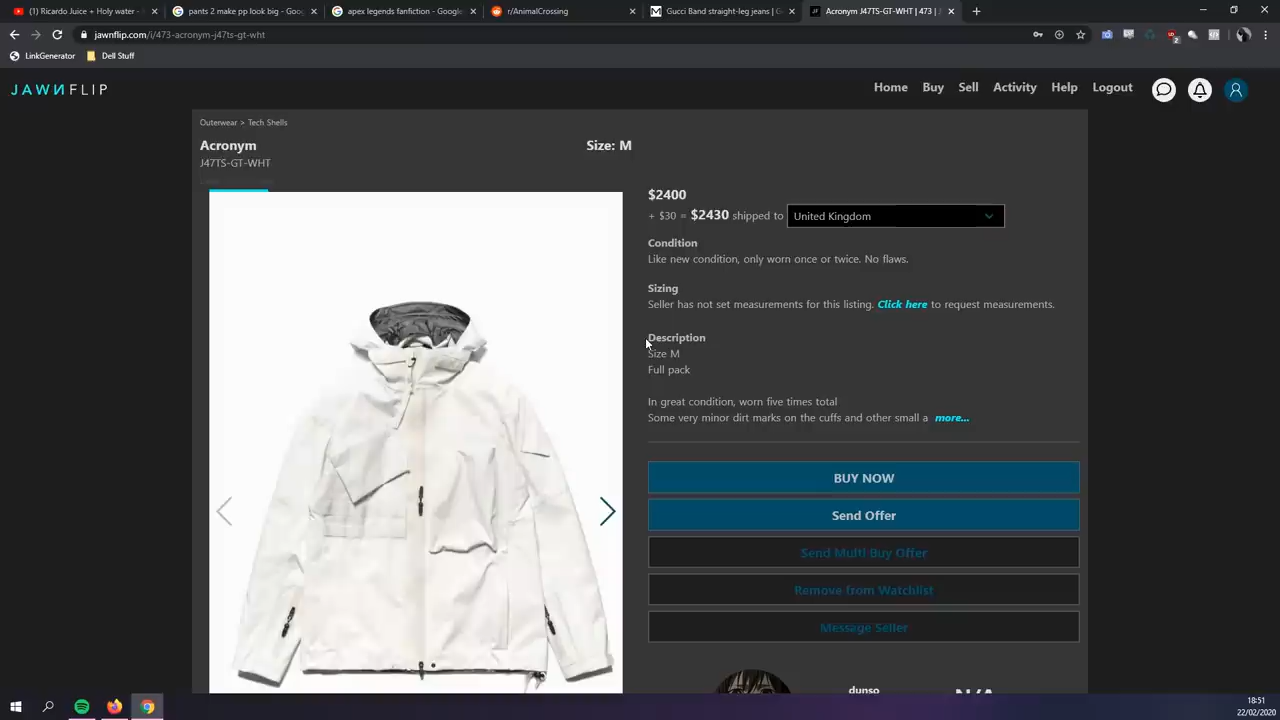 (1) Ricardo Juice + Holy water -
pants 2 make pp look big - Goog
apex legends fanfiction - Google
r/AnimalCrossing
Gucci Band straight-leg jeans | G
Acronym J47TS-GT-WHT | 473 | J
jawnflip.com/i/473-acronym-j47ts-gt-wht
LinkGenerator
Dell Stuff
JAWNFLIP
Home
Buy
Sell
Activity
Help
Logout
Outerwear > Tech Shells
Acronym
Size: M
J47TS-GT-WHT
$2400
+ $30 = $2430 shipped to
United Kingdom
Condition
Like new condition, only worn once or twice. No flaws.
Sizing
Seller has not set measurements for this listing. Click here to request measurements.
Description
Size M
Full pack
In great condition, worn five times total
Some very minor dirt marks on the cuffs and other small a more...
BUY NOW
Send Offer
Send Multi Buy Offer
Remove from Watchlist
Message Seller
dunso
N/A
18:51
22/02/2020